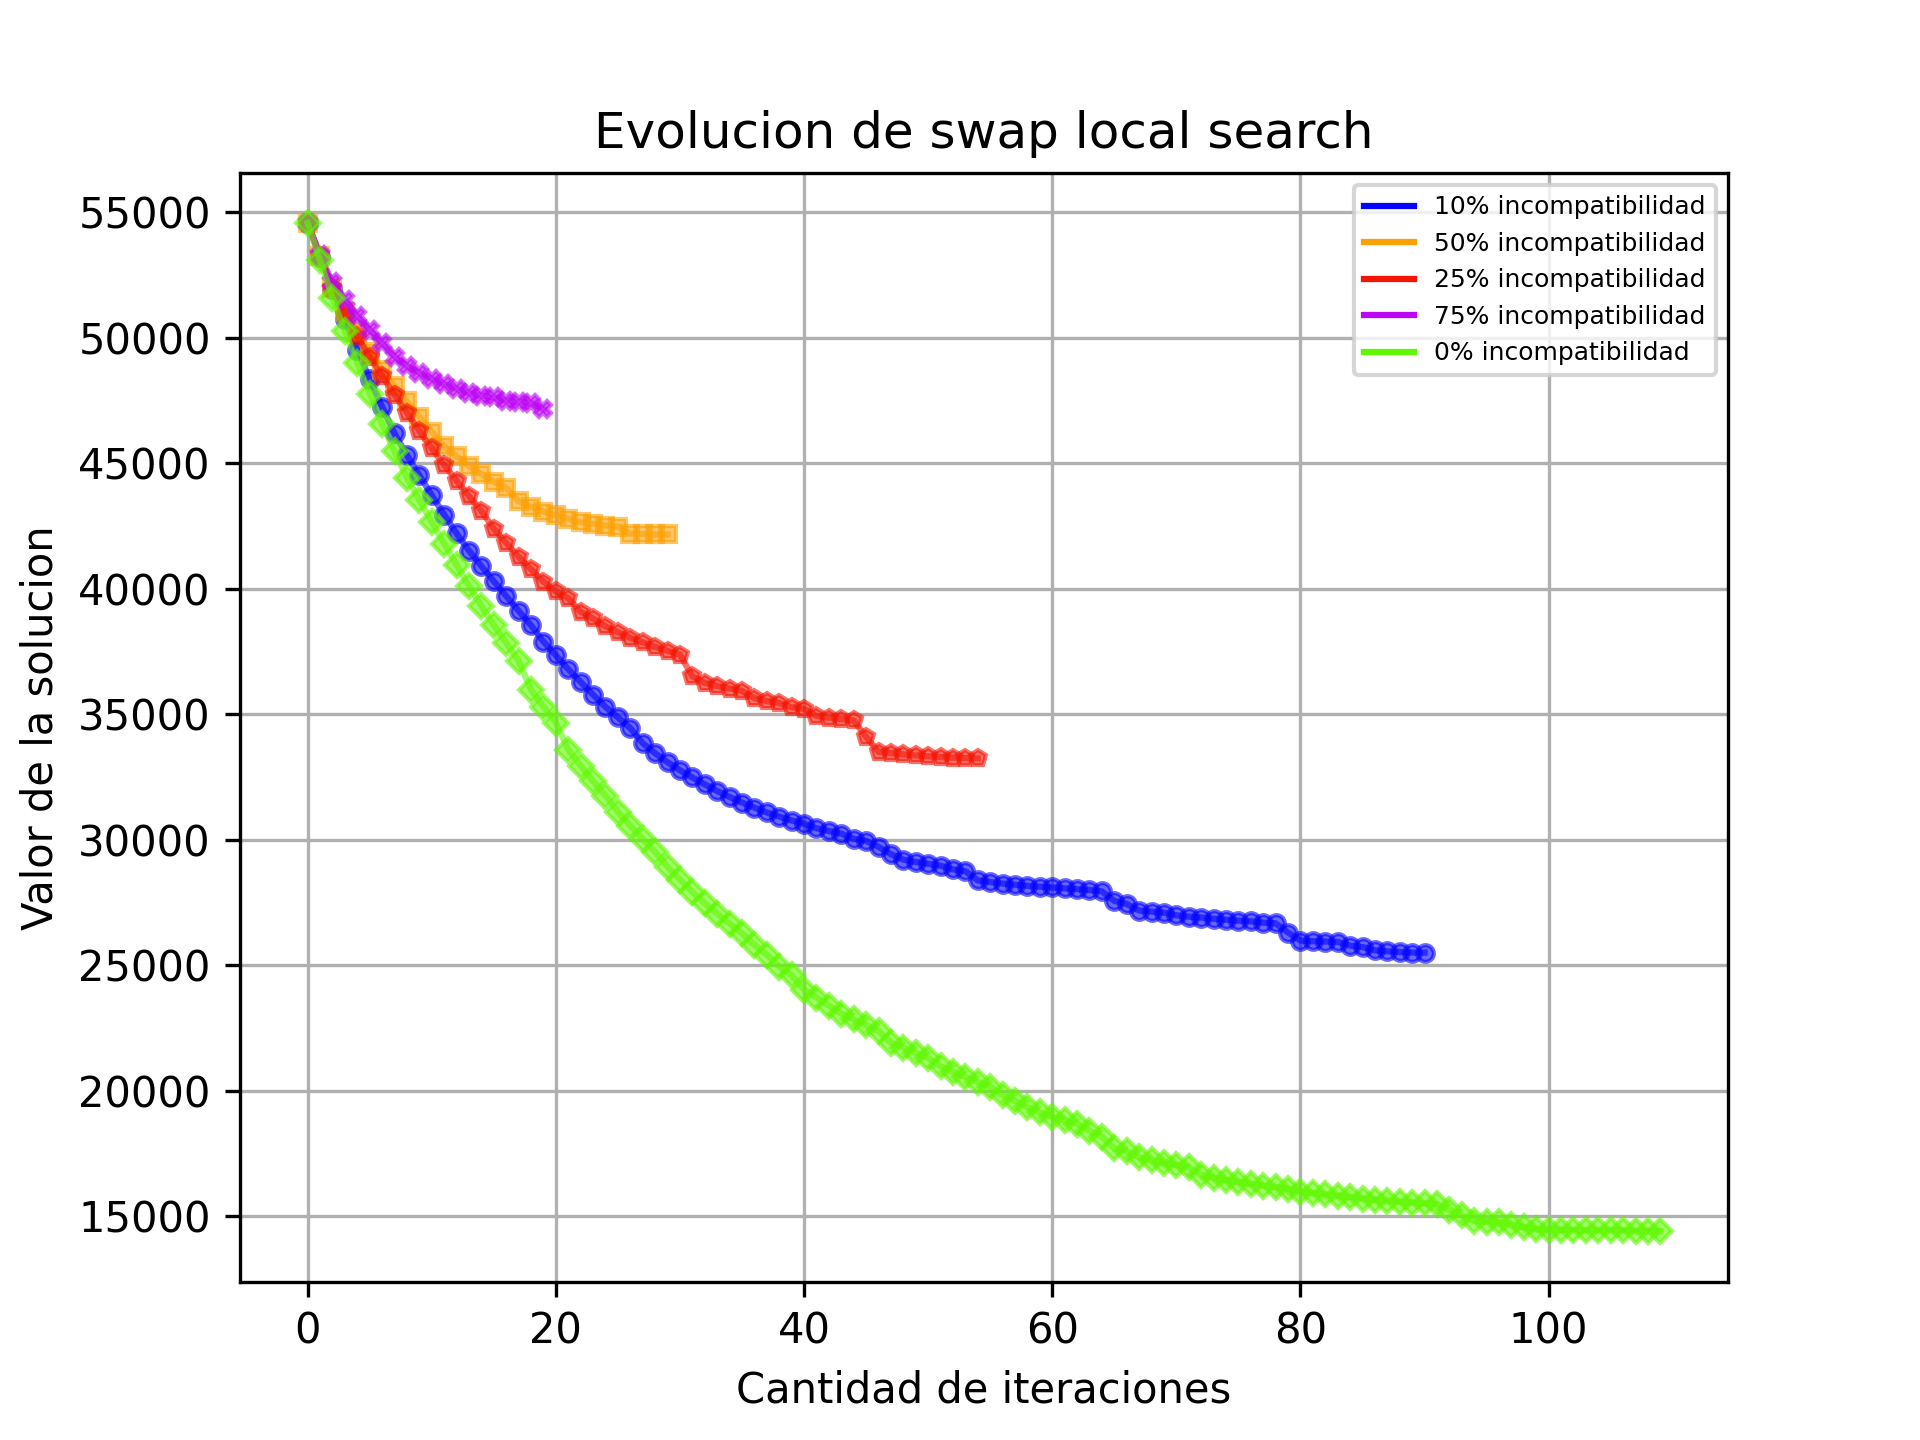 Evolucion de swap local search
10% incompatibilidad
50% incompatibilidad
25% incompatibilidad
75% incompatibilidad
0% incompatibilidad
Valor de la solucion
55000
50000
45000
40000
35000
30000
25000
20000
15000
0 20 40 60 80 100
Cantidad de iteraciones